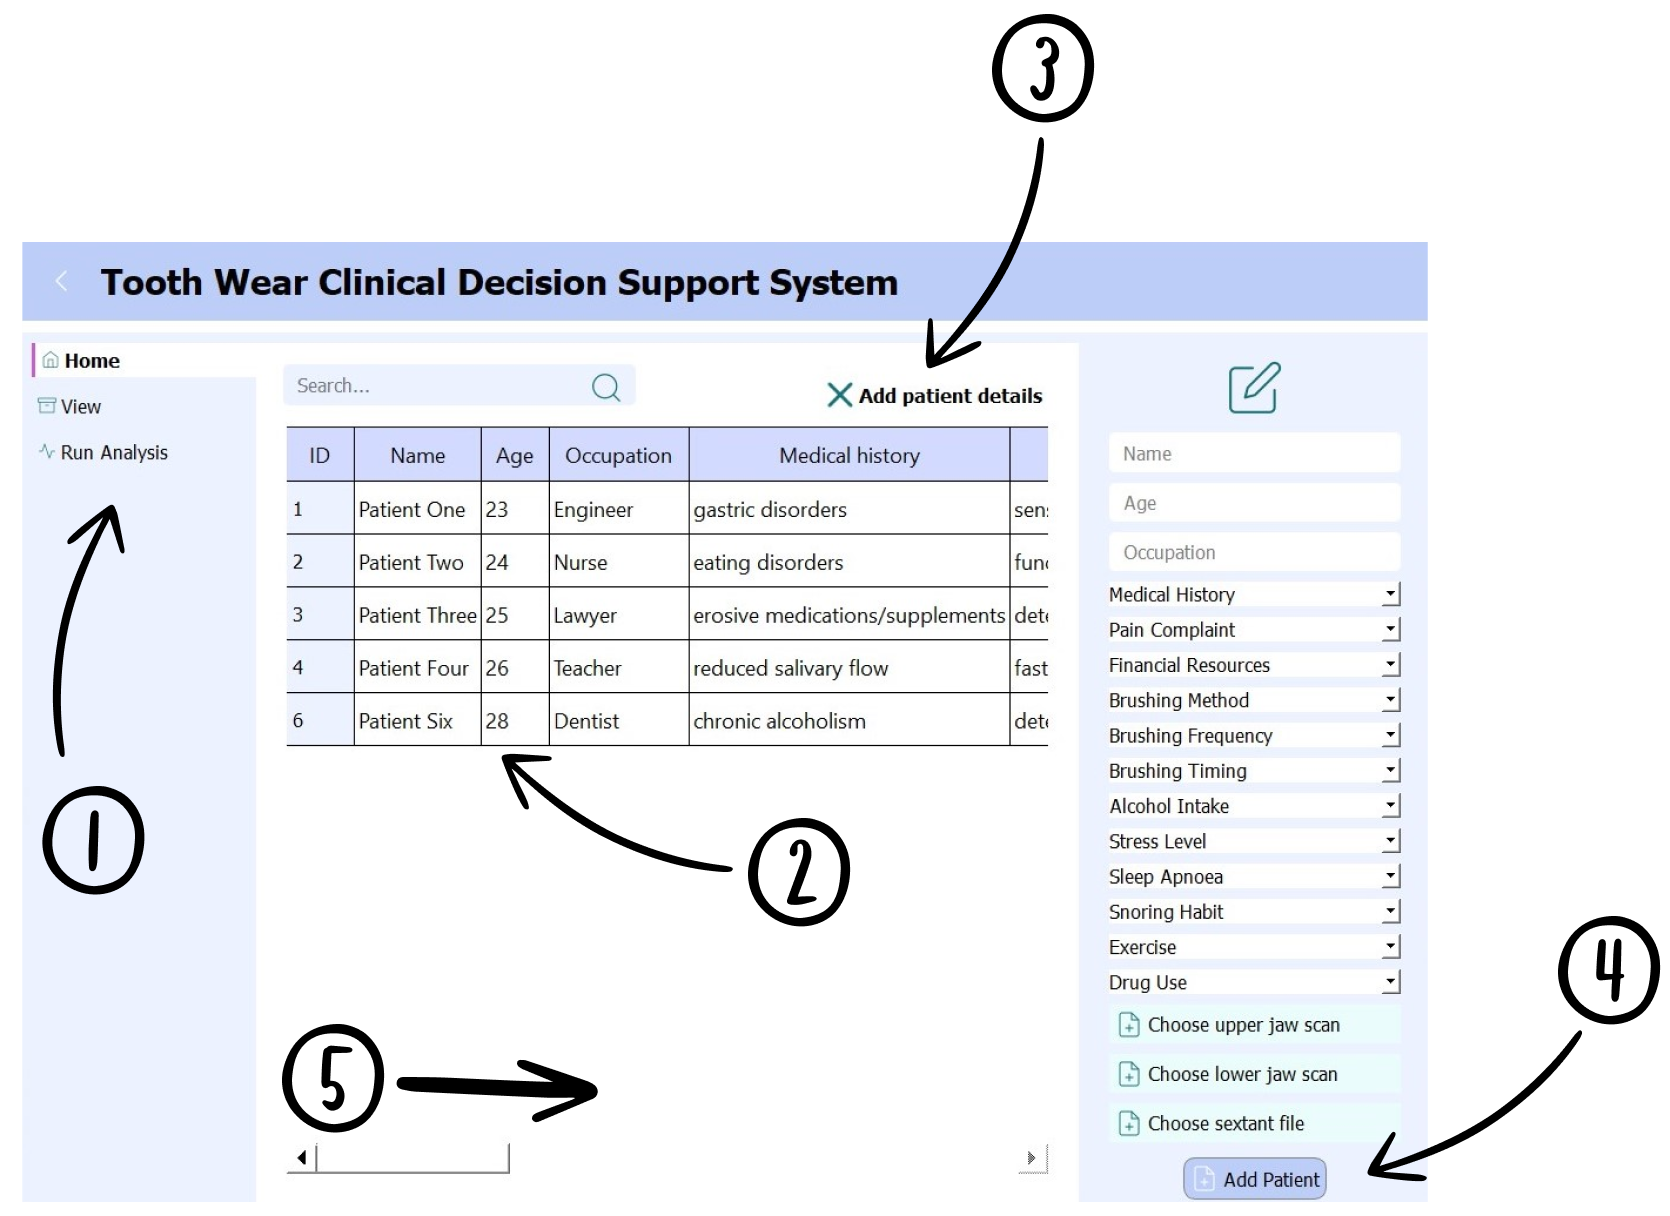 3
Tooth Wear Clinical Decision Support System
Home
View
Run Analysis
1
Search...
Add patient details
ID Name Age Occupation Medical history
1 Patient One 23 Engineer gastric disorders sens
2 Patient Two 24 Nurse eating disorders func
3 Patient Three 25 Lawyer erosive medications/supplements dete
4 Patient Four 26 Teacher reduced salivary flow fast
6 Patient Six 28 Dentist chronic alcoholism dete
2
5
Name
Age
Occupation
Medical History
Pain Complaint
Financial Resources
Brushing Method
Brushing Frequency
Brushing Timing
Alcohol Intake
Stress Level
Sleep Apnoea
Snoring Habit
Exercise
Drug Use
Choose upper jaw scan
Choose lower jaw scan
Choose sextant file
Add Patient
4